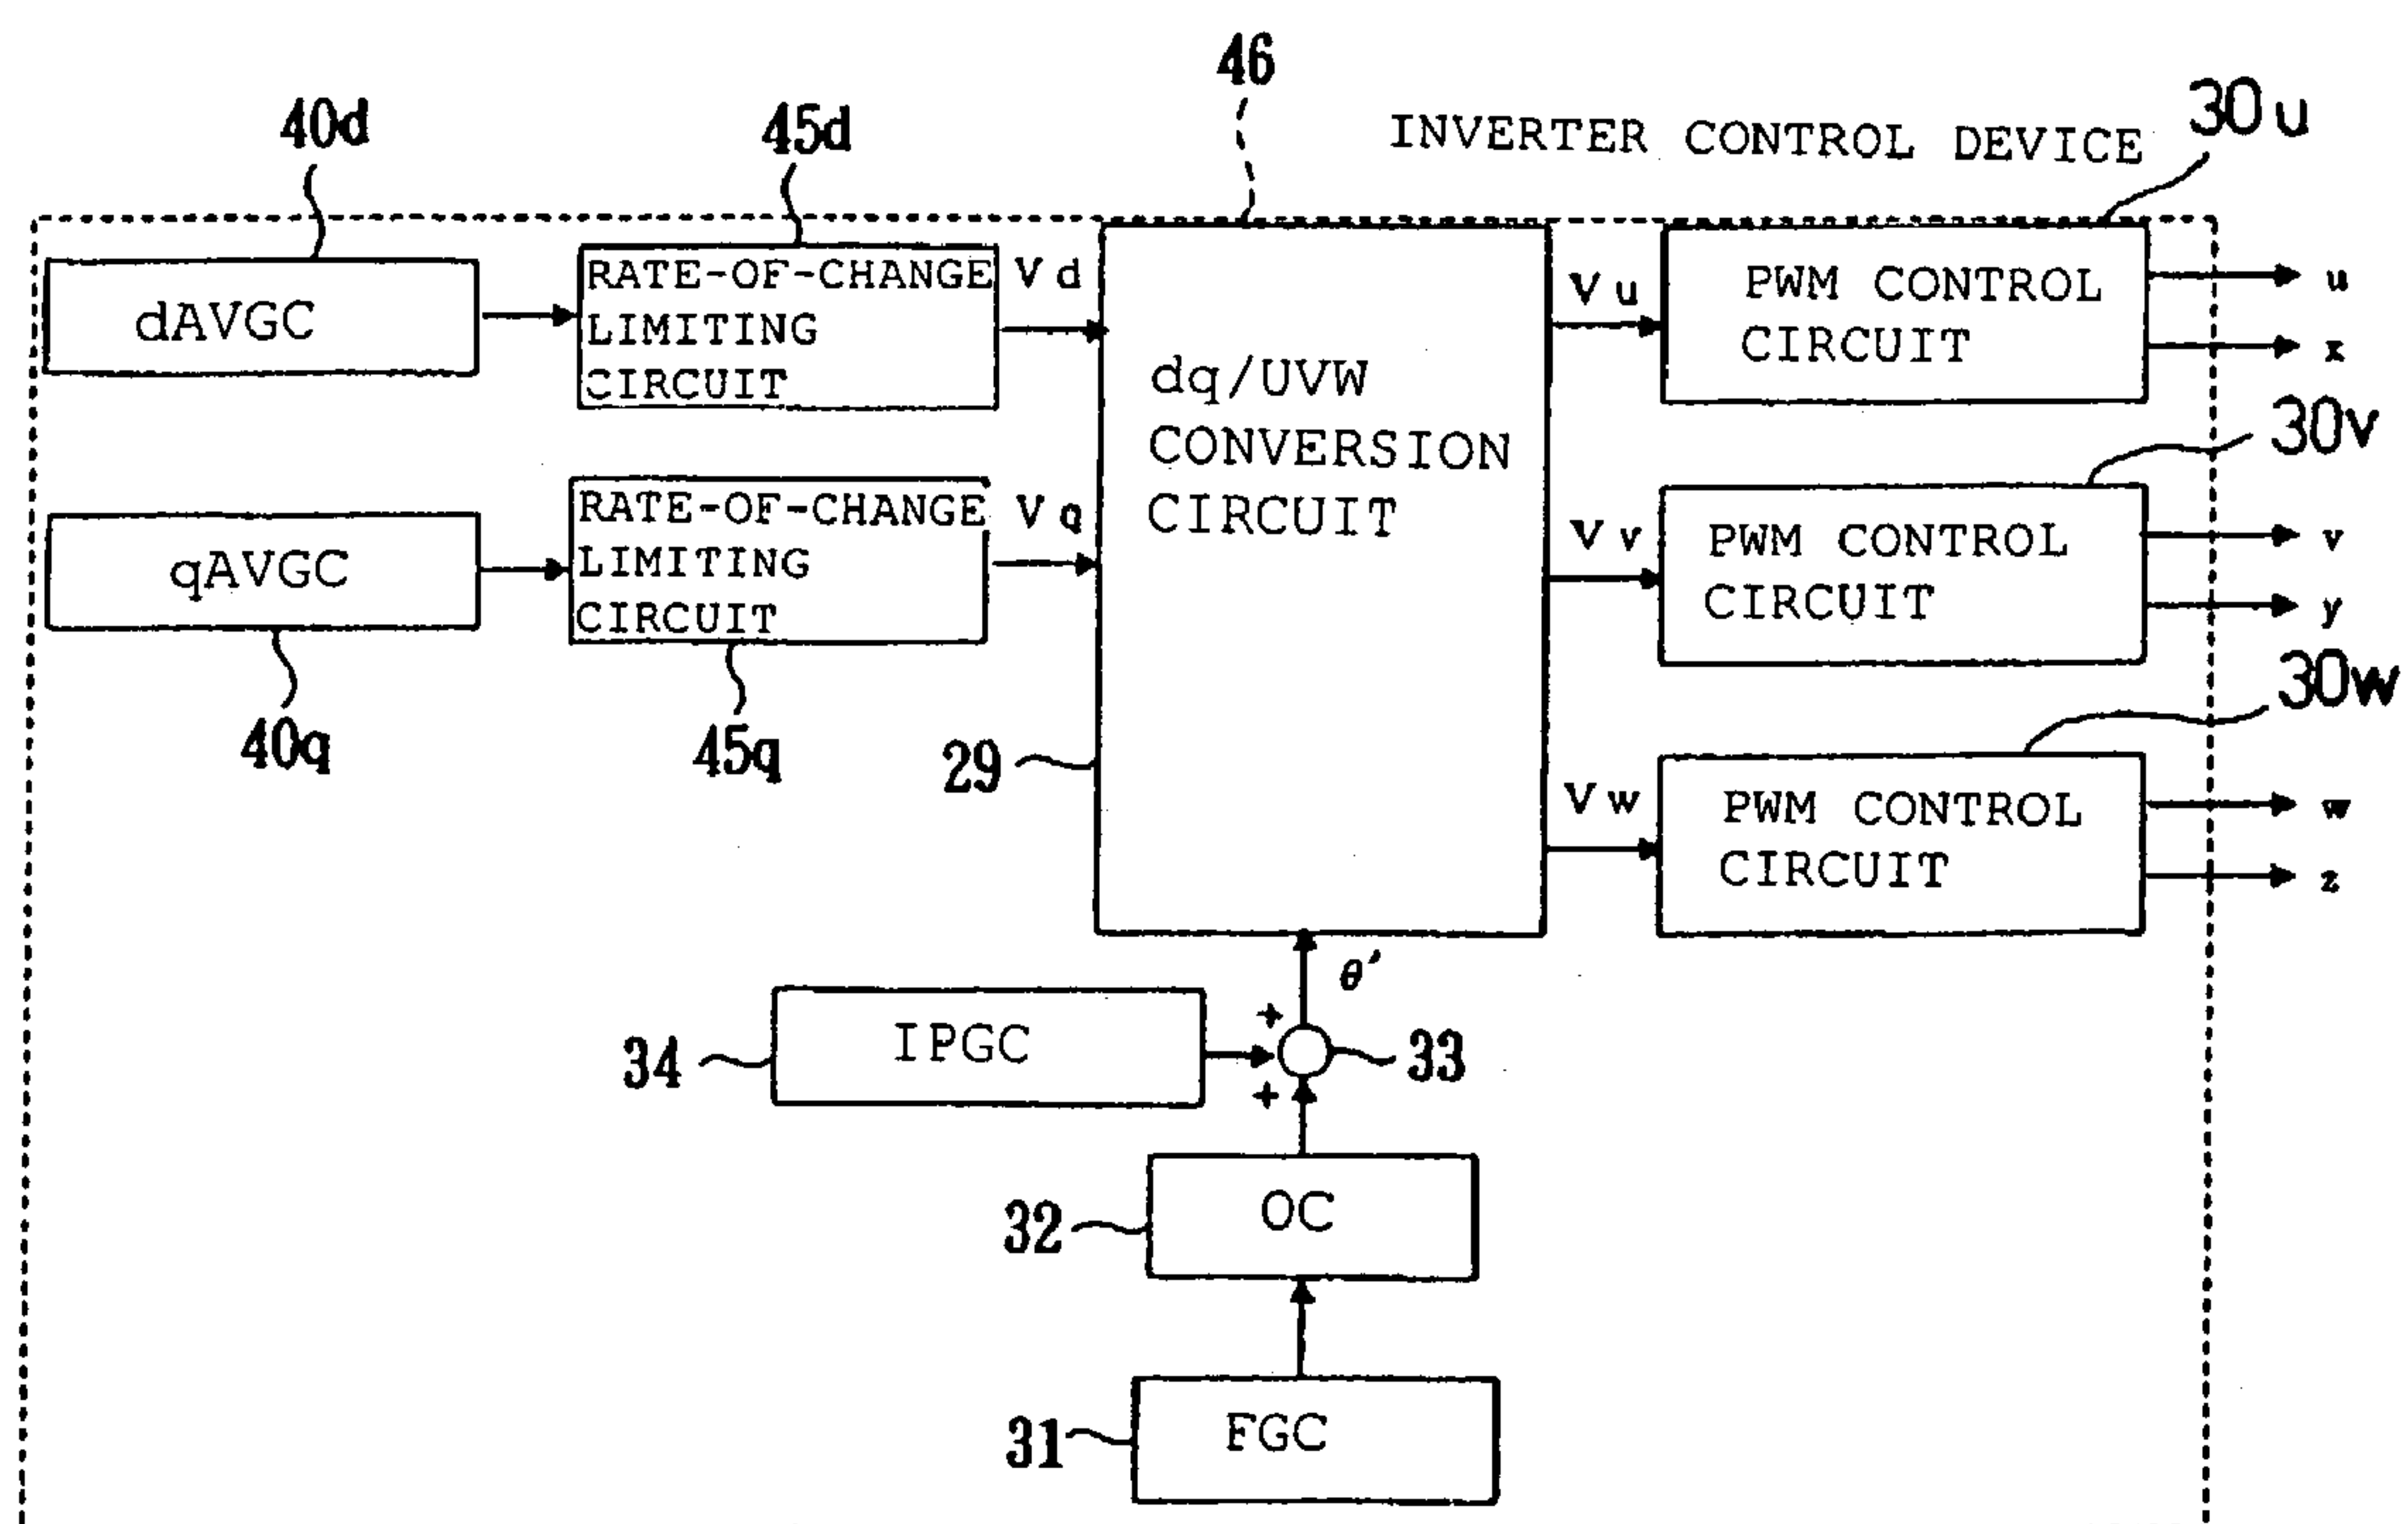 46
INVERTER CONTROL DEVICE
30u
40d
45d
dAVGC
RATE-OF-CHANGE
LIMITING
CIRCUIT
Vd
dq/UVW
CONVERSION
CIRCUIT
Vu
PWM CONTROL
CIRCUIT
u
x
30v
qAVGC
RATE-OF-CHANGE
LIMITING
CIRCUIT
Vq
Vv
PWM CONTROL
CIRCUIT
v
y
30w
40q
45q
29
Vw
PWM CONTROL
CIRCUIT
w
z
θ'
+
IPGC
34
33
+
OC
32
FGC
31